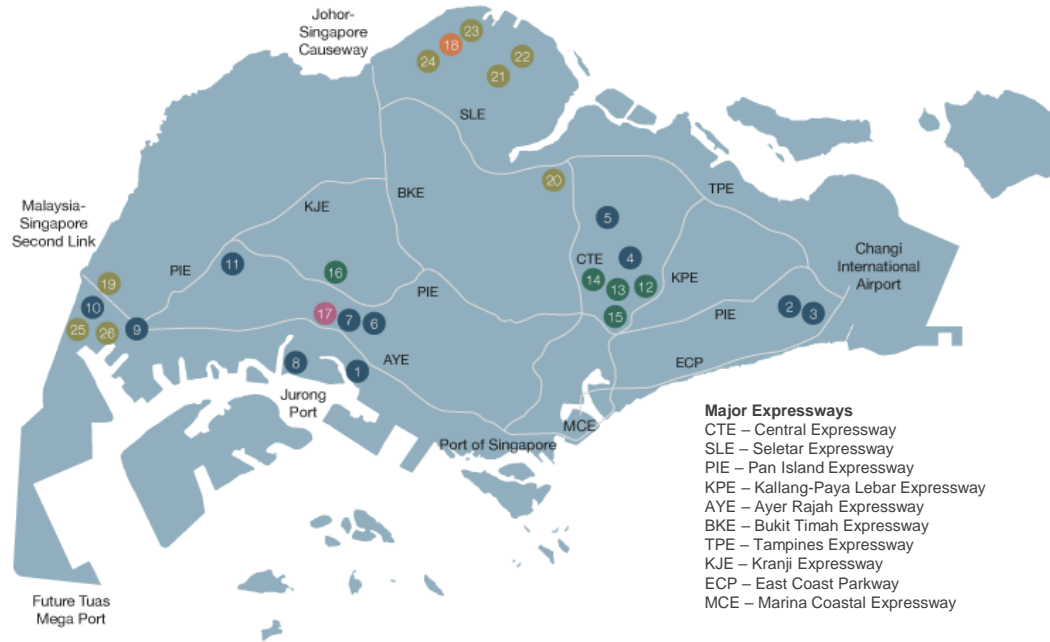 Johor-
Singapore
Causeway
23
18
24
22
21
SLE
20
TPE
BKE
KJE
Malaysia-
Singapore
Second Link
5
Changi
International
Airport
PIE
11
CTE
4
16
14
13
12
KPE
19
PIE
10
17
7
6
15
PIE
2
3
25
26
9
8
AYE
1
ECP
Jurong
Port
MCE
Port of Singapore
Future Tuas
Mega Port
Major Expressways
CTE – Central Expressway
SLE – Seletar Expressway
PIE – Pan Island Expressway
KPE – Kallang-Paya Lebar Expressway
AYE – Ayer Rajah Expressway
BKE – Bukit Timah Expressway
TPE – Tampines Expressway
KJE – Kranji Expressway
ECP – East Coast Parkway
MCE – Marina Coastal Expressway